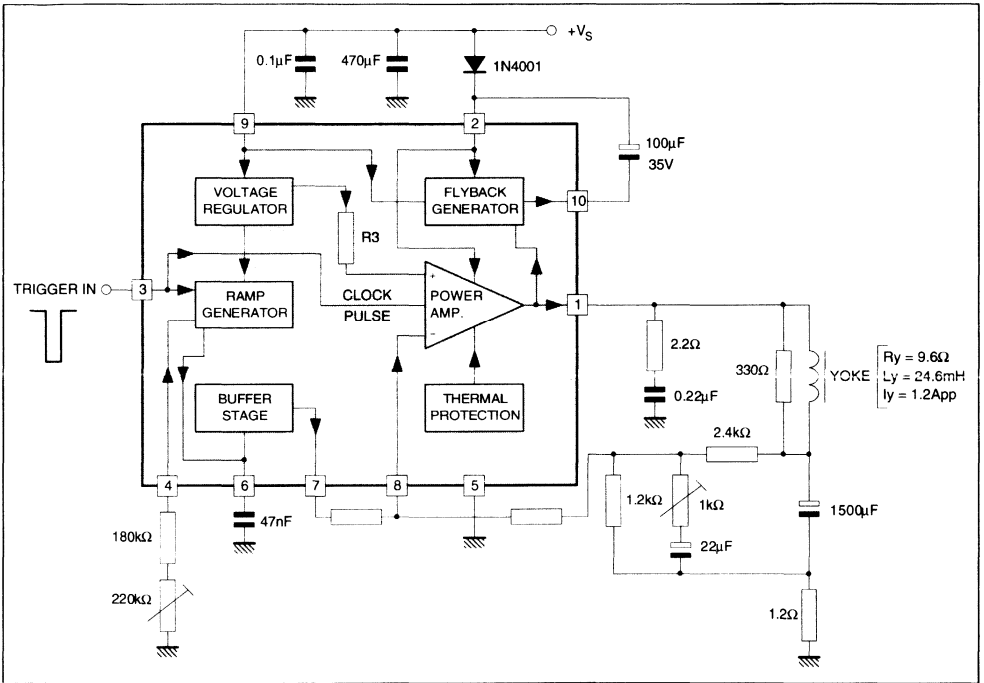 +VS
0.1µF
470µF
1N4001
9
2
100µF
35V
VOLTAGE
REGULATOR
FLYBACK
GENERATOR
10
R3
TRIGGER IN
3
RAMP
GENERATOR
CLOCK
PULSE
+
POWER
AMP.
−
1
2.2Ω
330Ω
YOKE
Ry = 9.6Ω
Ly = 24.6mH
Iy = 1.2App
0.22µF
BUFFER
STAGE
THERMAL
PROTECTION
2.4kΩ
4
6
7
8
5
1.2kΩ
1kΩ
1500µF
47nF
180kΩ
22µF
220kΩ
1.2Ω